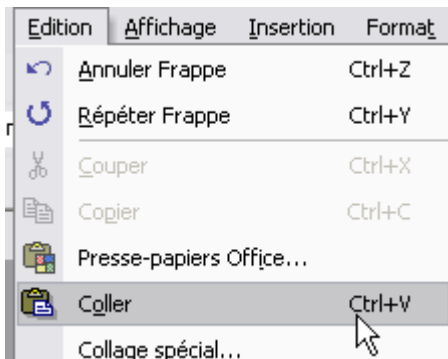 Edition Affichage Insertion Format
Annuler Frappe Ctrl+Z
Répéter Frappe Ctrl+Y
Couper Ctrl+X
Copier Ctrl+C
Presse-papiers Office...
Coller Ctrl+V
Collage spécial...